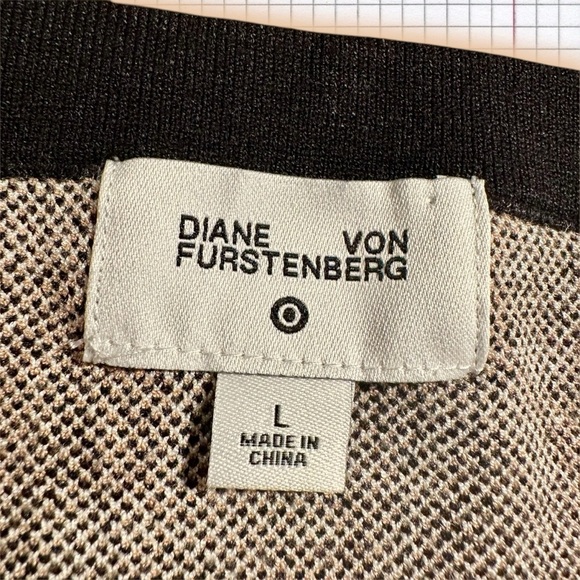 DIANE VON
FURSTENBERG
L
MADE IN
CHINA